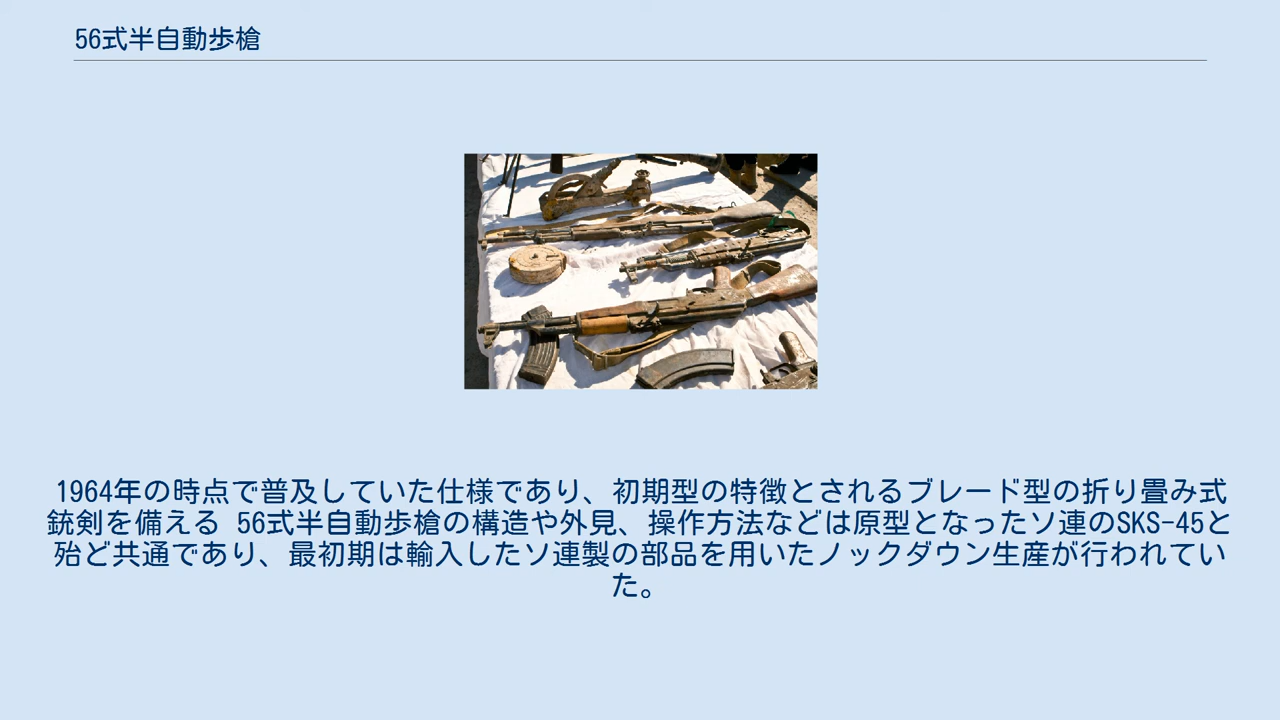 56式半自動歩槍
1964年の時点で普及していた仕様であり、初期型の特徴とされるブレード型の折り畳み式
銃剣を備える 56式半自動歩槍の構造や外見、操作方法などは原型となったソ連のSKS-45と
殆ど共通であり、最初期は輸入したソ連製の部品を用いたノックダウン生産が行われてい
た。